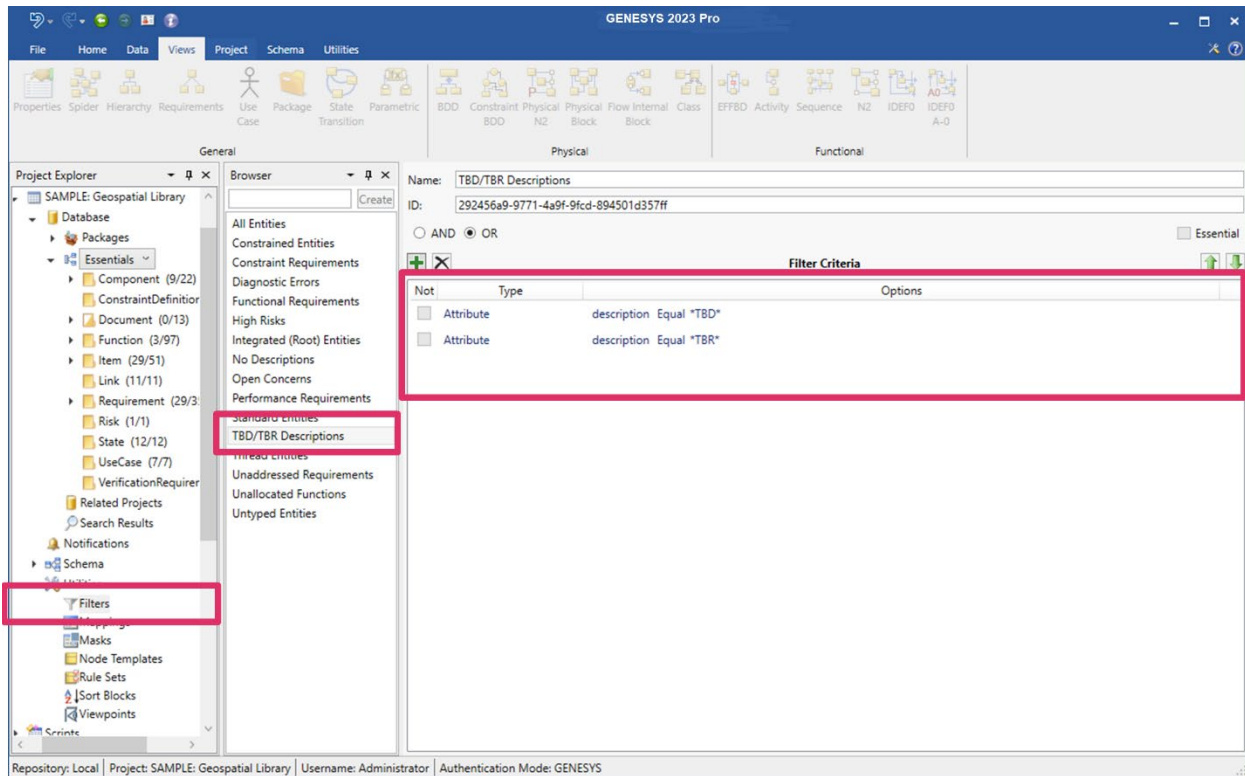 GENESYS 2023 Pro
File Home Data Views Project Schema Utilities
Properties Spider Hierarchy Requirements Use Case Package State Transition Parametric BDD Constraint BDD Physical N2 Physical Block Flow Internal Block Class EFFBD Activity Sequence N2 IDEF0 IDEF0 A-0
General Physical Functional
Project Explorer
SAMPLE: Geospatial Library
Database
Packages
Essentials
Component (9/22)
ConstraintDefinition
Document (0/13)
Function (3/97)
Item (29/51)
Link (11/11)
Requirement (29/3
Risk (1/1)
State (12/12)
UseCase (7/7)
VerificationRequirer
Related Projects
Search Results
Notifications
Schema
Utilities
Filters
Mappings
Masks
Node Templates
Rule Sets
Sort Blocks
Viewpoints
Scripts
Browser
Create
All Entities
Constrained Entities
Constraint Requirements
Diagnostic Errors
Functional Requirements
High Risks
Integrated (Root) Entities
No Descriptions
Open Concerns
Performance Requirements
Standard Entities
TBD/TBR Descriptions
Thread Entities
Unaddressed Requirements
Unallocated Functions
Untyped Entities
Name: TBD/TBR Descriptions
ID: 292456a9-9771-4a9f-9fcd-894501d357ff
AND OR Essential
Filter Criteria
Not Type Options
Attribute description Equal *TBD*
Attribute description Equal *TBR*
Repository: Local Project: SAMPLE: Geospatial Library Username: Administrator Authentication Mode: GENESYS